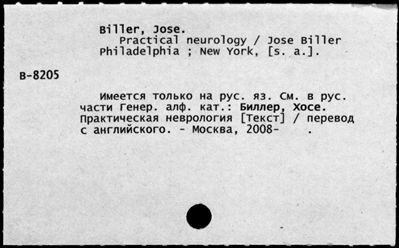 Biller, Jose.
Practical neurology / Jose Biller
Philadelphia ; New York, [s. a.].
B-8205
Имеется только на рус. яз. См. в рус.
части Генер. алф. кат.: Биллер, Хосе.
Практическая неврология [Текст] / перевод
с английского. - Москва, 2008- .